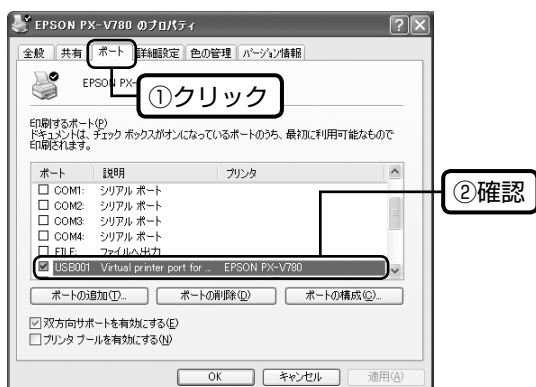 EPSON PX-V780 のプロパティ
全般 共有 ポート 詳細設定 色の管理 バージョン情報
EPSON PX-
①クリック
印刷するポート(P)
ドキュメントは、チェック ボックスがオンになっているポートのうち、最初に利用可能なもので
印刷されます。
ポート 説明 プリンタ
COM1: シリアル ポート
COM2: シリアル ポート
COM3: シリアル ポート
COM4: シリアル ポート
FILE: ファイルへ出力
USB001 Virtual printer port for ... EPSON PX-V780
②確認
ポートの追加(T)... ポートの削除(D) ポートの構成(C)...
双方向サポートを有効にする(E)
プリンタ プールを有効にする(N)
OK キャンセル 適用(A)